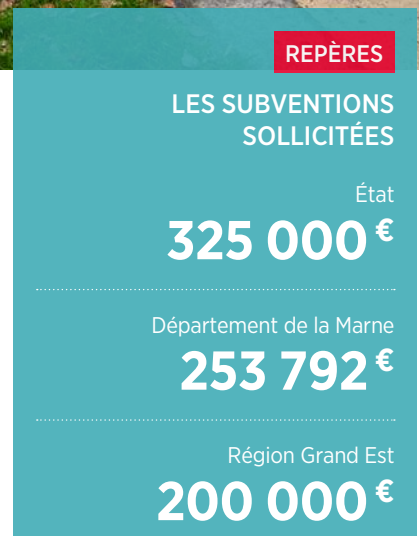 REPÈRES
LES SUBVENTIONS
SOLLICITÉES
État
325 000 €
Département de la Marne
253 792 €
Région Grand Est
200 000 €